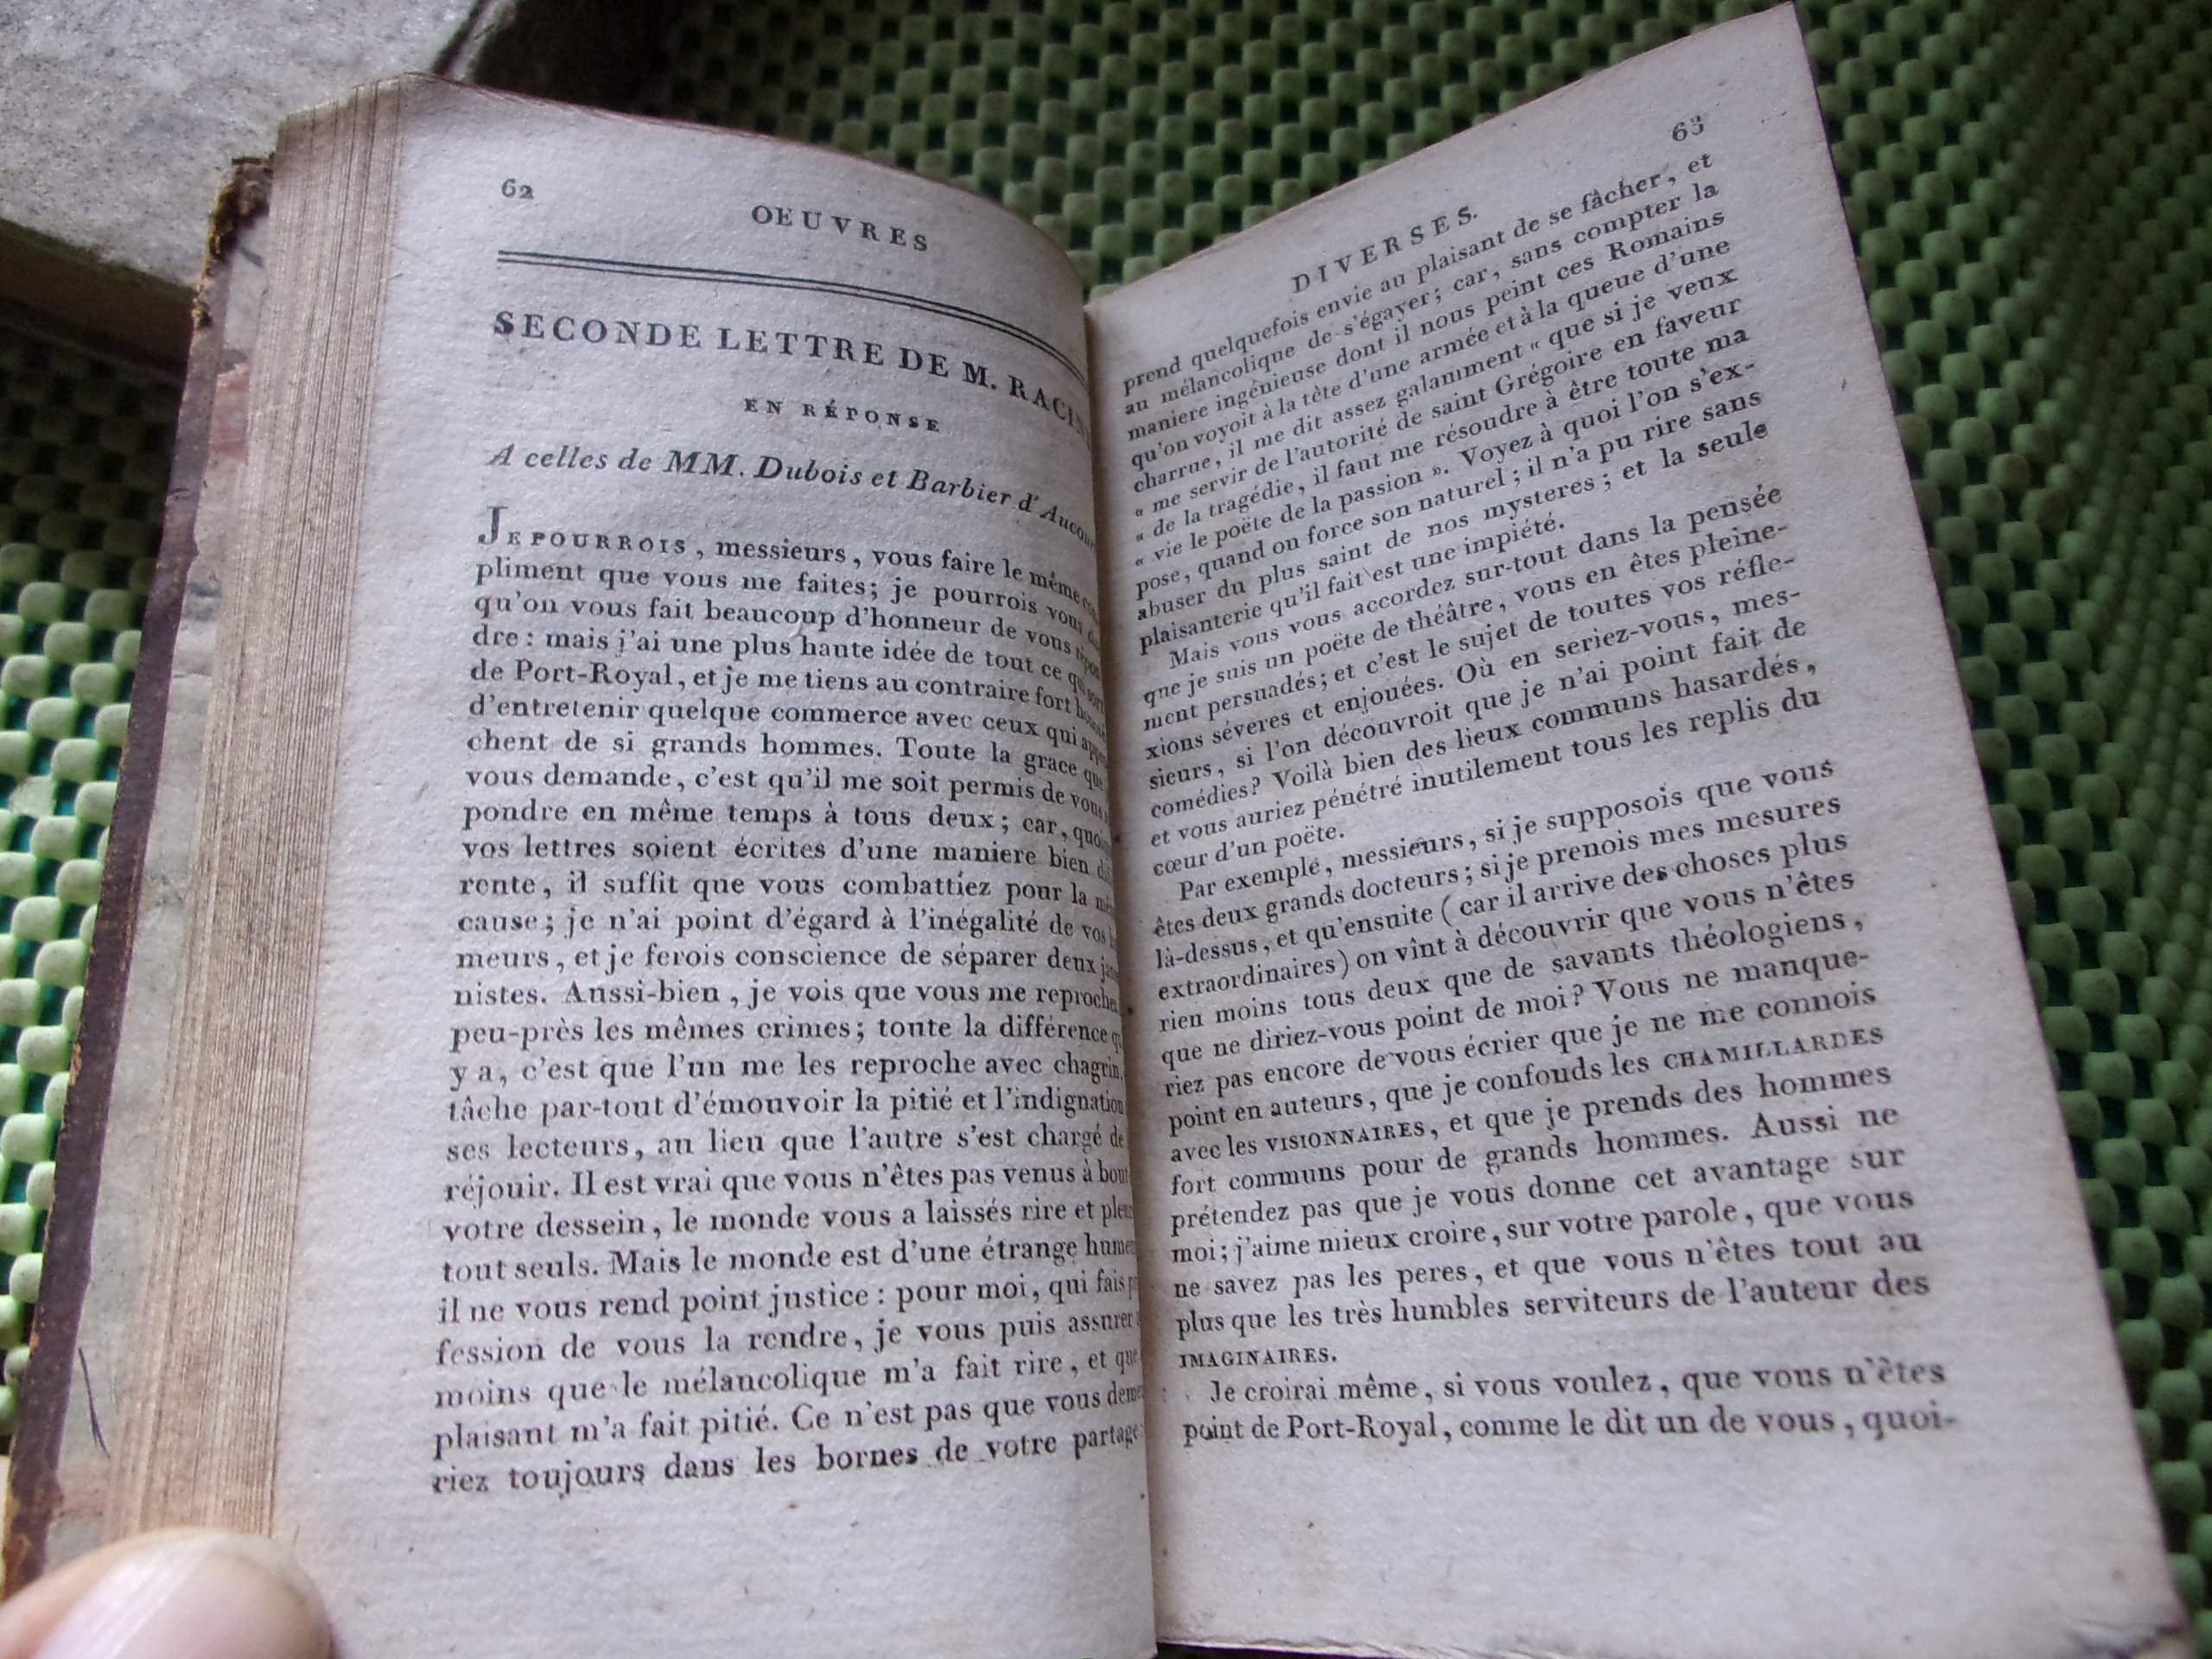 62
OEUVRES
SECONDE LETTRE DE M.
EN RÉPONSE
A celles de MM. Dubois et Barbier
JE POURROIS, messieurs, vous faire le même
pliment que vous me faites; je pourrois vous
qu'on vous fait beaucoup d'honneur de vous
dre : mais j'ai une plus haute idée de tout ce
de Port-Royal, et je me tiens au contraire fort
d'entretenir quelque commerce avec ceux qui
chent de si grands hommes. Toute la grace que
vous demande, c'est qu'il me soit permis de vous
pondre en même temps à tous deux; car,
vos lettres soient écrites d'une maniere bien
rente, il suffit que vous combattiez pour la
cause; je n'ai point d'égard à l'inégalité de vos
meurs, et je ferois conscience de séparer deux
nistes. Aussi-bien, je vois que vous me
peu-près les mêmes crimes; toute la différence
y a, c'est que l'un me les reproche avec chagrin,
tâche par-tout d'émouvoir la pitié et l'indignation
ses lecteurs, au lieu que l'autre s'est chargé de
réjouir. Il est vrai que vous n'êtes pas venus à
votre dessein, le monde vous a laissés rire et
tout seuls. Mais le monde est d'une étrange
il ne vous rend point justice : pour moi, qui fais
fession de vous la rendre, je vous puis assurer
moins que le mélancolique m'a fait rire, et que
plaisant m'a fait pitié. Ce n'est pas que vous
riez toujours dans les bornes de votre partage
63
DIVERSES.
prend quelquefois envie au plaisant de se fâcher, et
au mélancolique de s'égayer; car, sans compter la
maniere ingénieuse dont il nous peint ces Romains
qu'on voyoit à la tête d'une armée et à la queue d'une
charrue, il me dit assez galamment « que si je veux
« me servir de l'autorité de saint Grégoire en faveur
« de la tragédie, il faut me résoudre à être toute ma
« vie le poëte de la passion ». Voyez à quoi l'on s'ex-
pose, quand on force son naturel; il n'a pu rire sans
abuser du plus saint de nos mysteres; et la seule
plaisanterie qu'il fait est une impiété.
Mais vous vous accordez sur-tout dans la pensée
que je suis un poëte de théâtre, vous en êtes pleine-
ment persuadés; et c'est le sujet de toutes vos réfle-
xions séveres et enjouées. Où en seriez-vous, mes-
sieurs, si l'on découvroit que je n'ai point fait de
comédies? Voilà bien des lieux communs hasardés,
et vous auriez pénétré inutilement tous les replis du
cœur d'un poëte.
Par exemple, messieurs, si je supposois que vous
êtes deux grands docteurs; si je prenois mes mesures
là-dessus, et qu'ensuite (car il arrive des choses plus
extraordinaires) on vînt à découvrir que vous n'êtes
rien moins tous deux que de savants théologiens,
que ne diriez-vous point de moi? Vous ne manque-
riez pas encore de vous écrier que je ne me connois
point en auteurs, que je confonds les CHAMILLARDES
avec les VISIONNAIRES, et que je prends des hommes
fort communs pour de grands hommes. Aussi ne
prétendez pas que je vous donne cet avantage sur
moi; j'aime mieux croire, sur votre parole, que vous
ne savez pas les peres, et que vous n'êtes tout au
plus que les très humbles serviteurs de l'auteur des
IMAGINAIRES.
Je croirai même, si vous voulez, que vous n'êtes
point de Port-Royal, comme le dit un de vous, quoi-